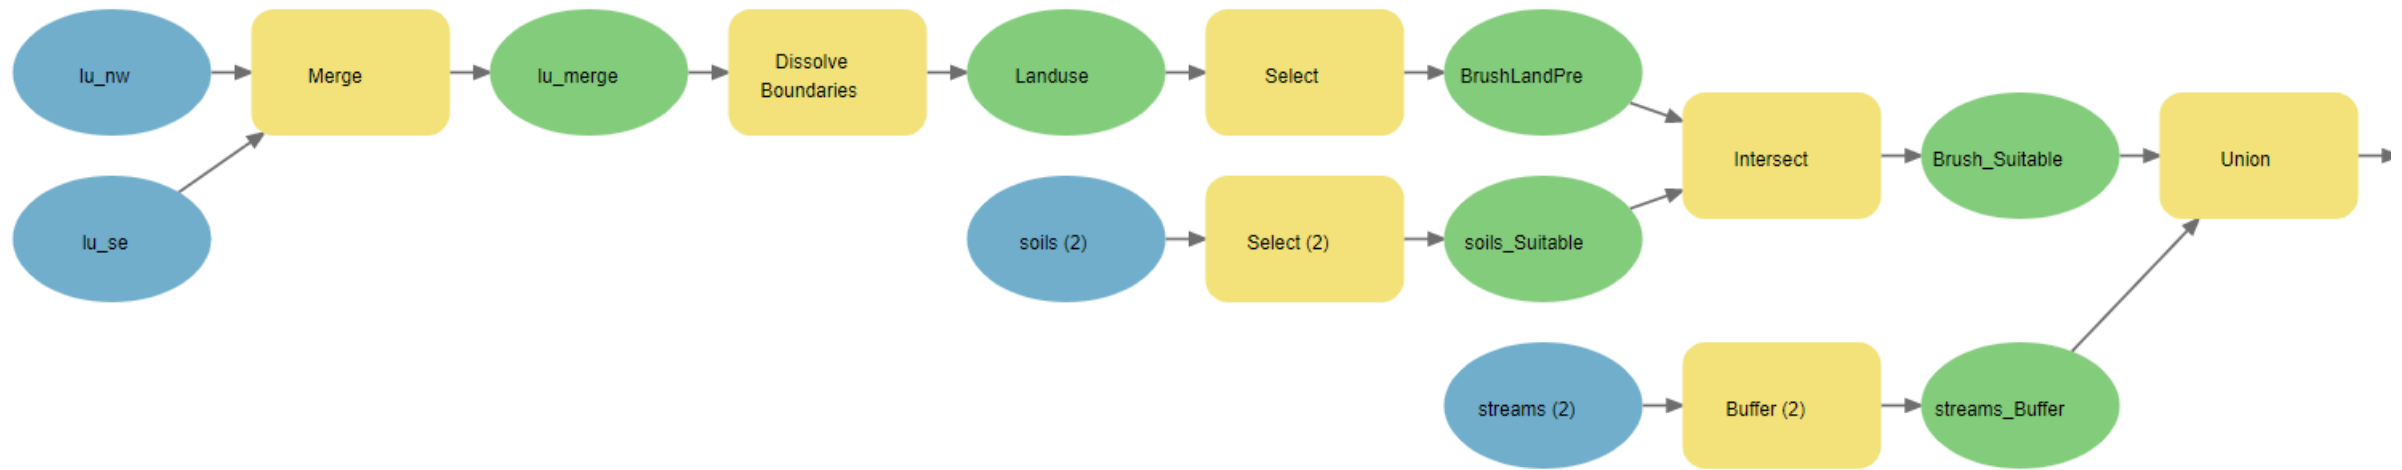 lu_nw
Merge
lu_merge
Dissolve
Boundaries
Landuse
Select
BrushLandPre
Intersect
Brush_Suitable
Union
lu_se
soils (2)
Select (2)
soils_Suitable
streams (2)
Buffer (2)
streams_Buffer